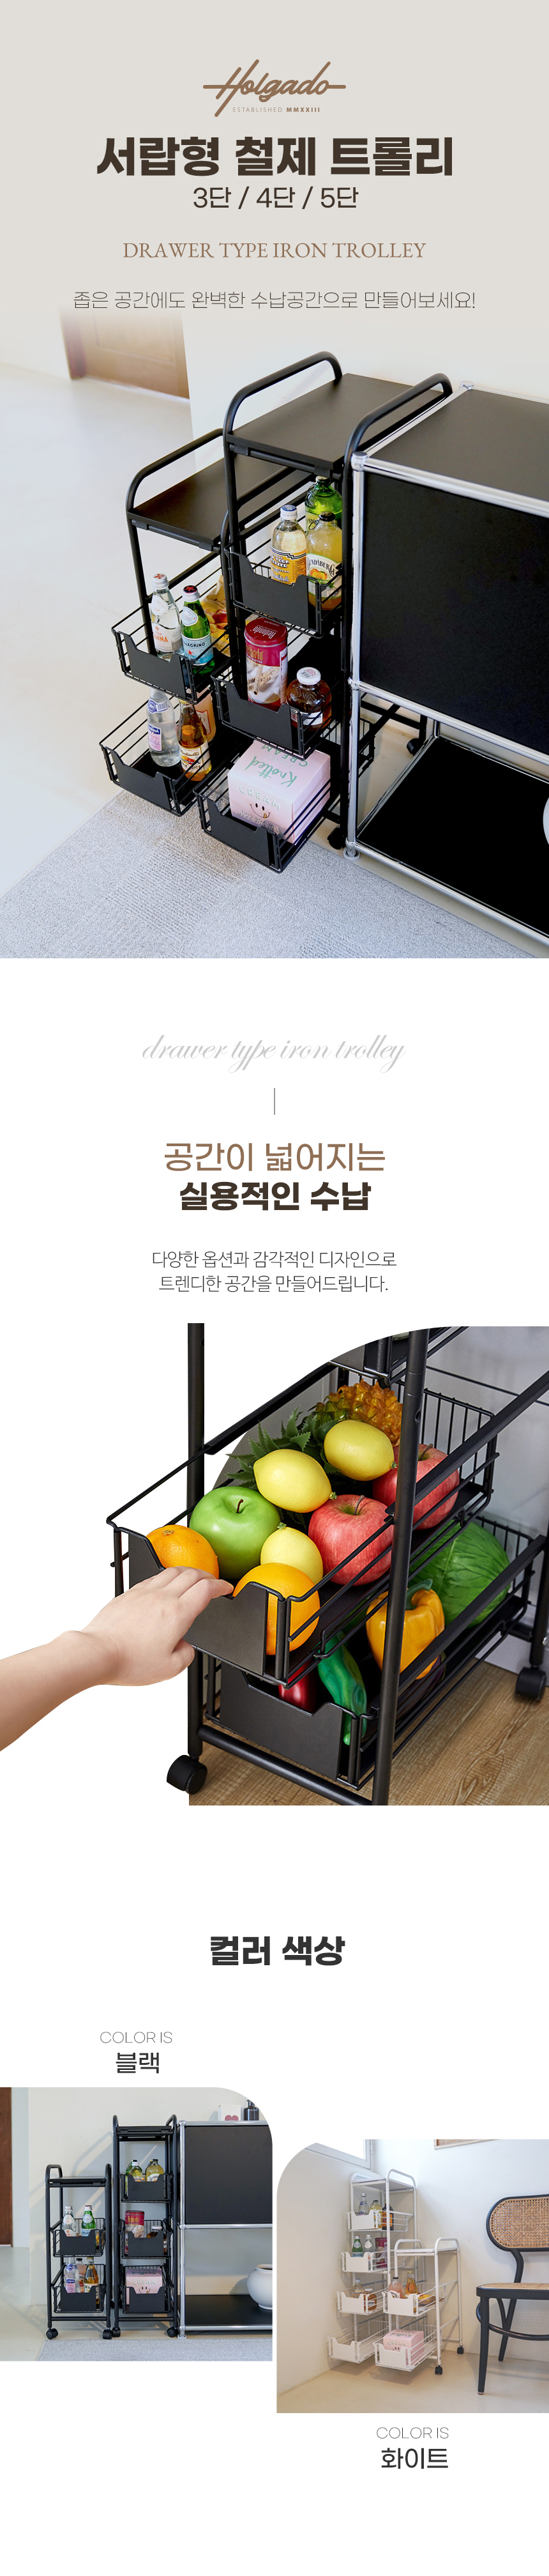 Holgado
ESTABLISHED MMXXIII
서랍형 철제 트롤리
3단 / 4단 / 5단
DRAWER TYPE IRON TROLLEY
좁은 공간에도 완벽한 수납공간으로 만들어보세요!
Knotted
drawer type iron trolley
공간이 넓어지는
실용적인 수납
다양한 옵션과 감각적인 디자인으로
트렌디한 공간을 만들어드립니다.
컬러 색상
COLOR IS
블랙
COLOR IS
화이트